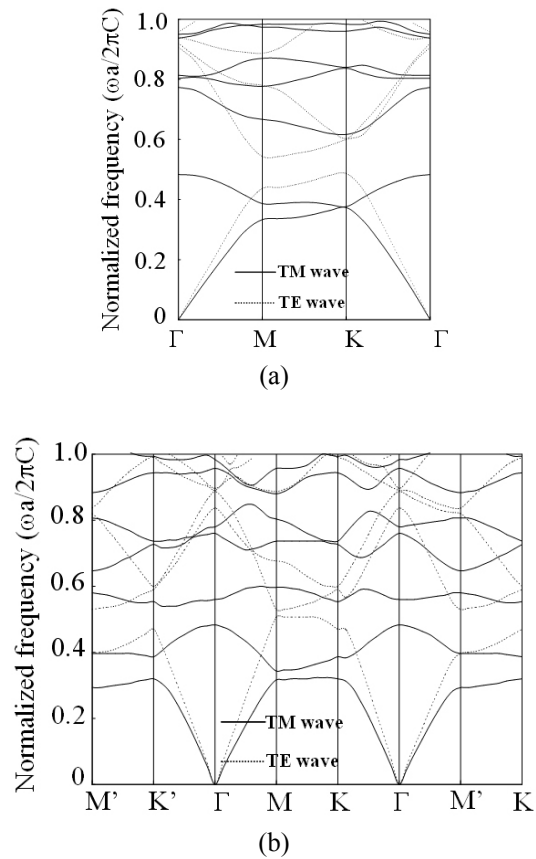 Normalized frequency (ωa/2πC)
1.0
0.8
0.6
0.4
0.2
0
TM wave
TE wave
Γ M K Γ
(a)
Normalized frequency (ωa/2πC)
1.0
0.8
0.6
0.4
0.2
0
TM wave
TE wave
M’ K’ Γ M K Γ M’ K
(b)